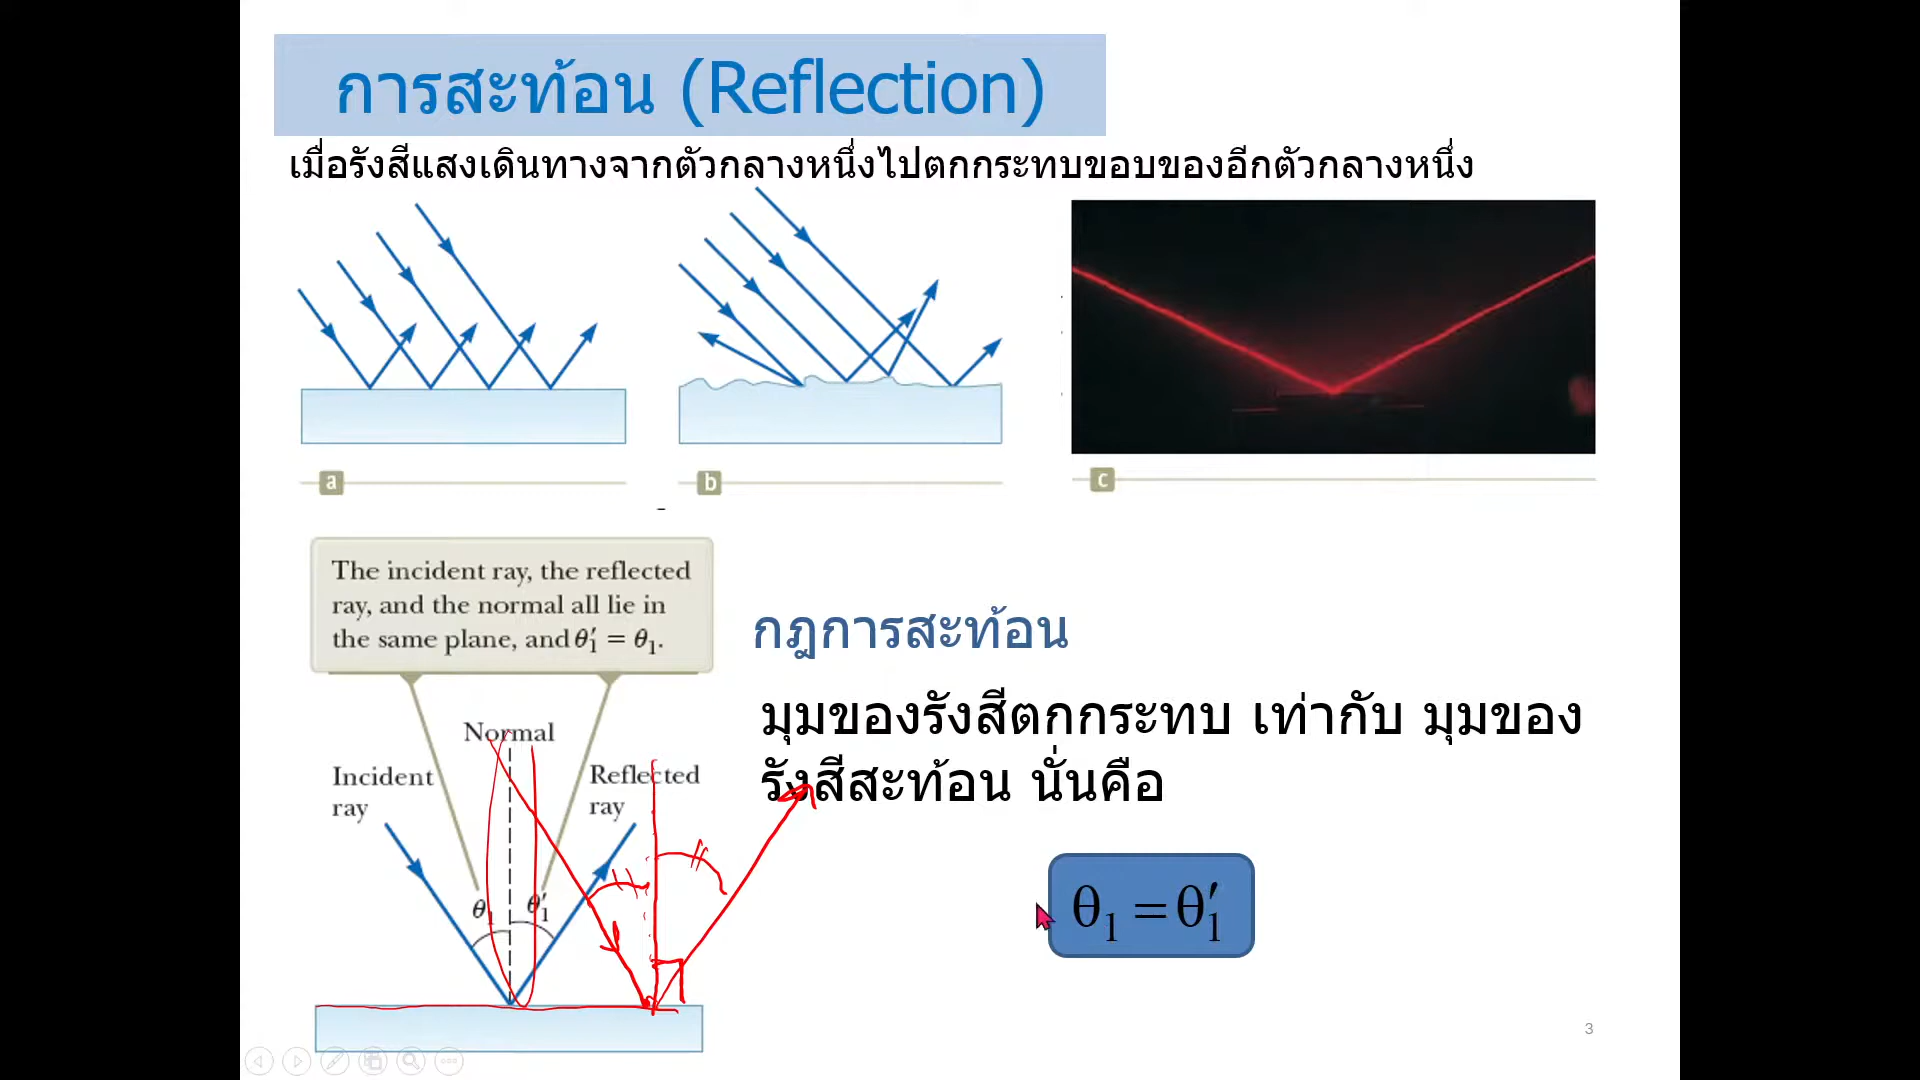 การสะท้อน (Reflection)
เมื่อรังสีแสงเดินทางจากตัวกลางหนึ่งไปตกกระทบขอบของอีกตัวกลางหนึ่ง
a
b
c
The incident ray, the reflected
ray, and the normal all lie in
the same plane, and θ′₁ = θ₁.
Normal
Incident
ray
Reflected
ray
θ₁
θ′₁
กฎการสะท้อน
มุมของรังสีตกกระทบ เท่ากับ มุมของ
รังสีสะท้อน นั่นคือ
θ₁ = θ′₁
3